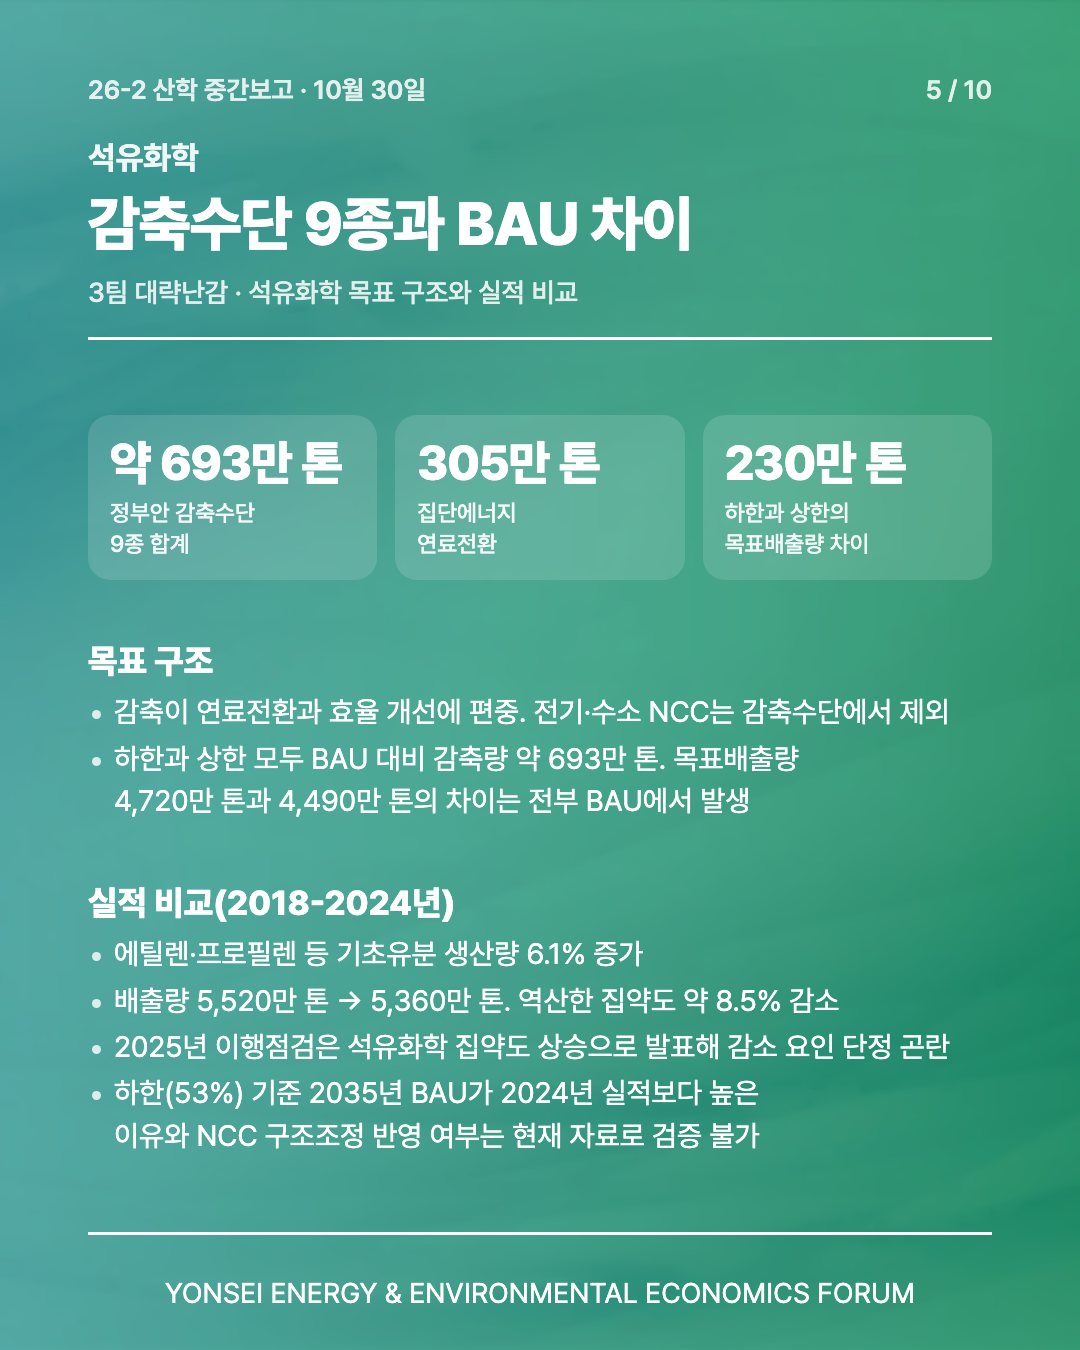 26-2 산학 중간보고 · 10월 30일
5 / 10
석유화학
감축수단 9종과 BAU 차이
3팀 대략난감 · 석유화학 목표 구조와 실적 비교
약 693만 톤
정부안 감축수단
9종 합계
305만 톤
집단에너지
연료전환
230만 톤
하한과 상한의
목표배출량 차이
목표 구조
• 감축이 연료전환과 효율 개선에 편중. 전기·수소 NCC는 감축수단에서 제외
• 하한과 상한 모두 BAU 대비 감축량 약 693만 톤. 목표배출량
4,720만 톤과 4,490만 톤의 차이는 전부 BAU에서 발생
실적 비교(2018-2024년)
• 에틸렌·프로필렌 등 기초유분 생산량 6.1% 증가
• 배출량 5,520만 톤 → 5,360만 톤. 역산한 집약도 약 8.5% 감소
• 2025년 이행점검은 석유화학 집약도 상승으로 발표해 감소 요인 단정 곤란
• 하한(53%) 기준 2035년 BAU가 2024년 실적보다 높은
이유와 NCC 구조조정 반영 여부는 현재 자료로 검증 불가
YONSEI ENERGY & ENVIRONMENTAL ECONOMICS FORUM